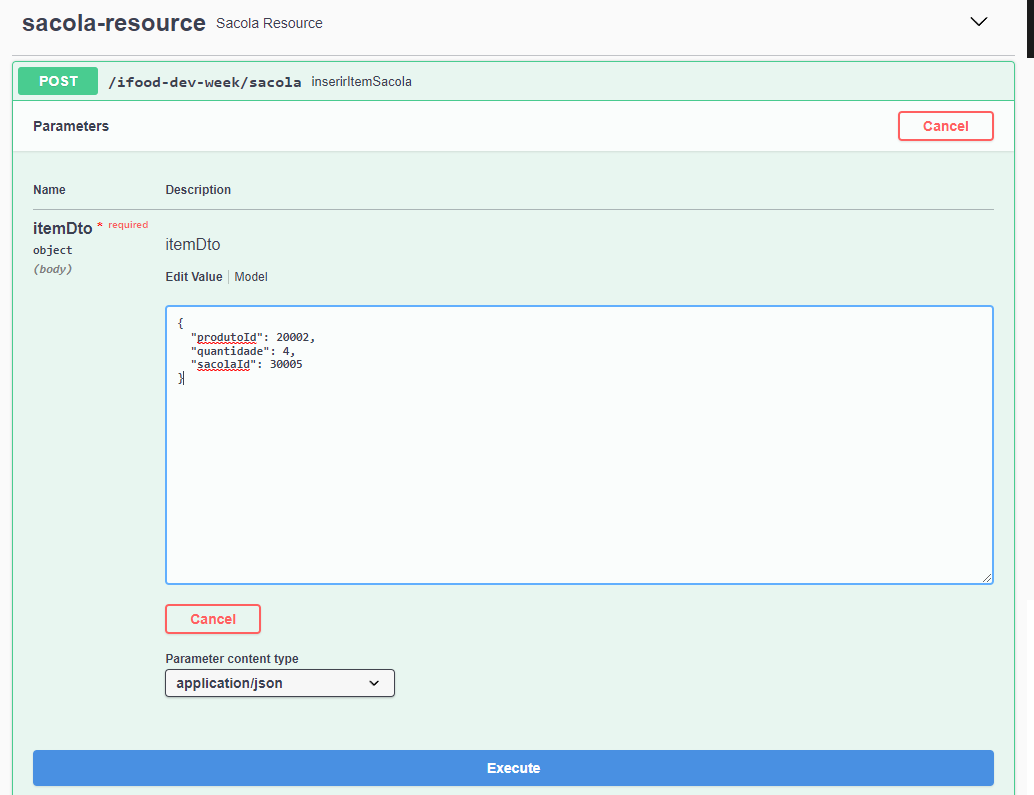 sacola-resource Sacola Resource
POST /ifood-dev-week/sacola inserirItemSacola
Parameters
Cancel
Name Description
itemDto * required
object
(body)
itemDto
Edit Value Model
{
  "produtoId": 20002,
  "quantidade": 4,
  "sacolaId": 30005
}
Cancel
Parameter content type
application/json
Execute